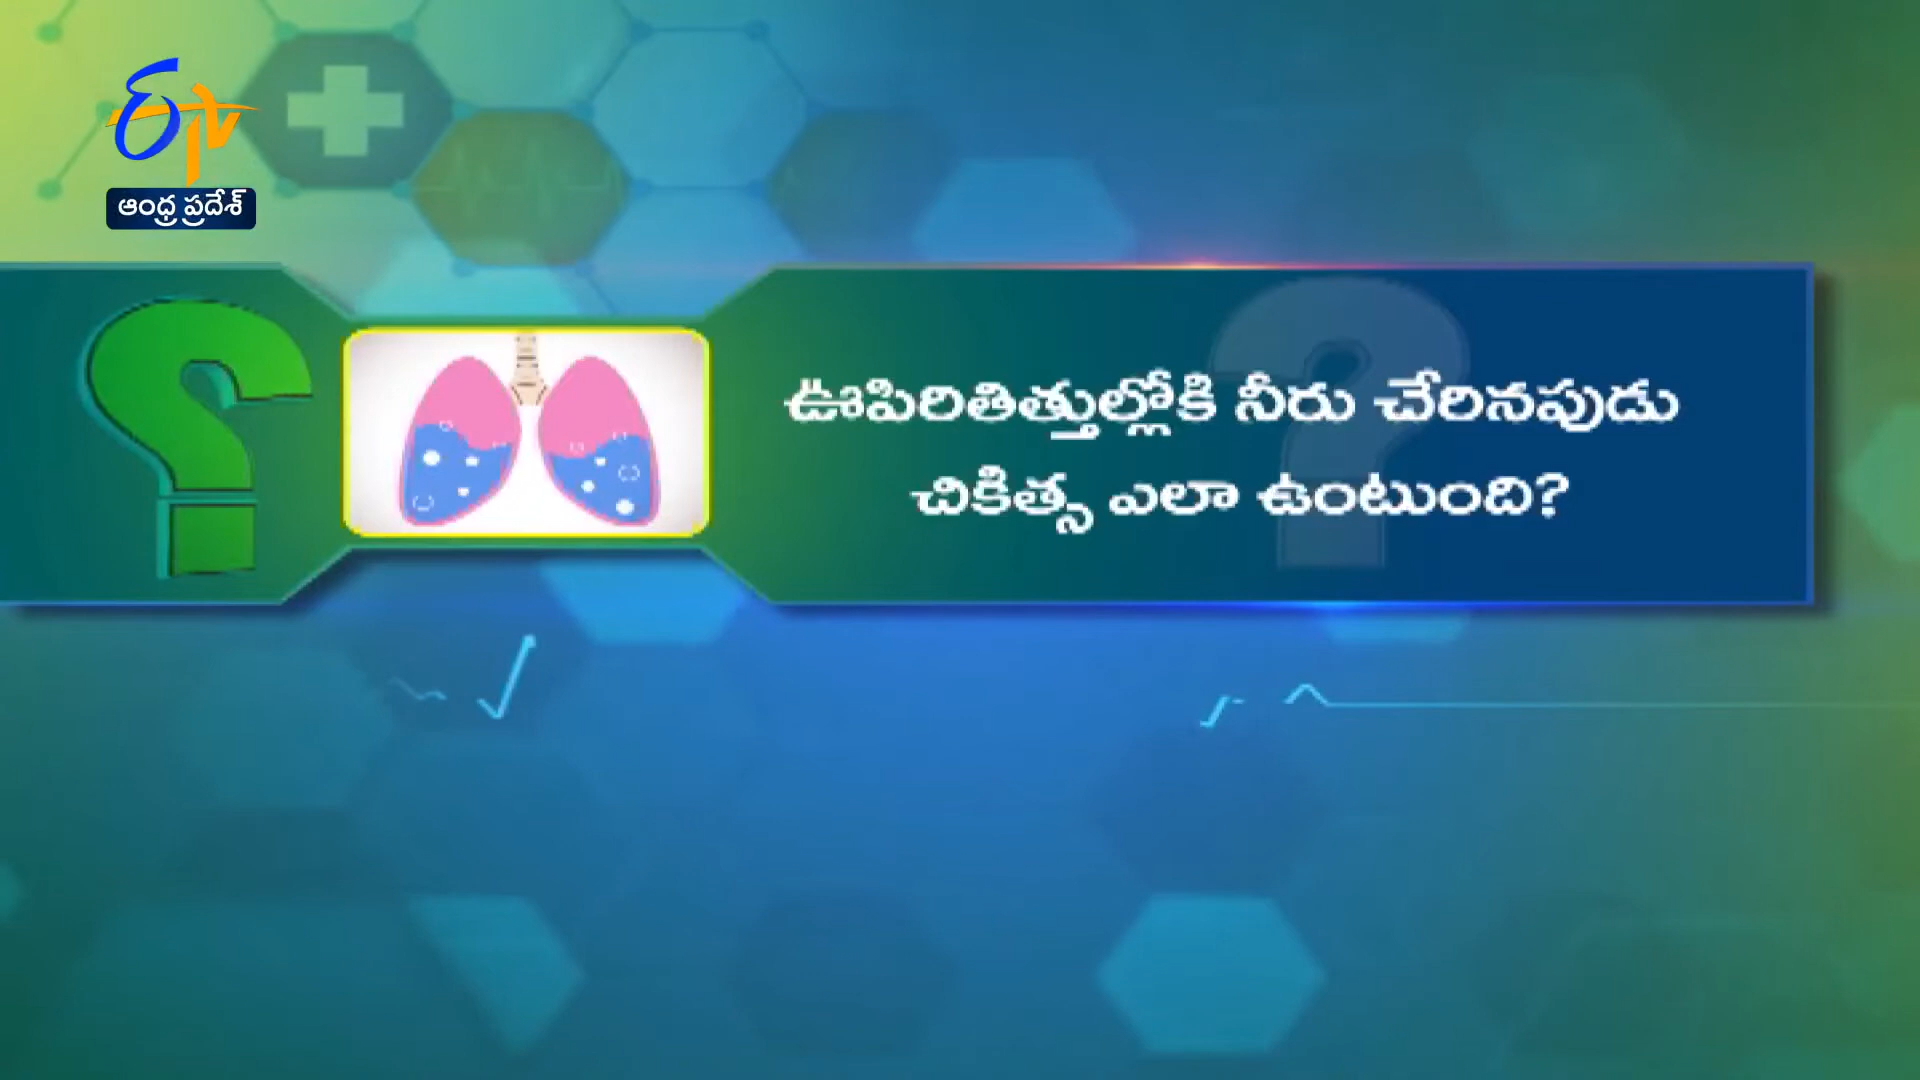 ETV
ఆంధ్ర ప్రదేశ్
ఊపిరితిత్తుల్లోకి నీరు చేరినపుడు
చికిత్స ఎలా ఉంటుంది?